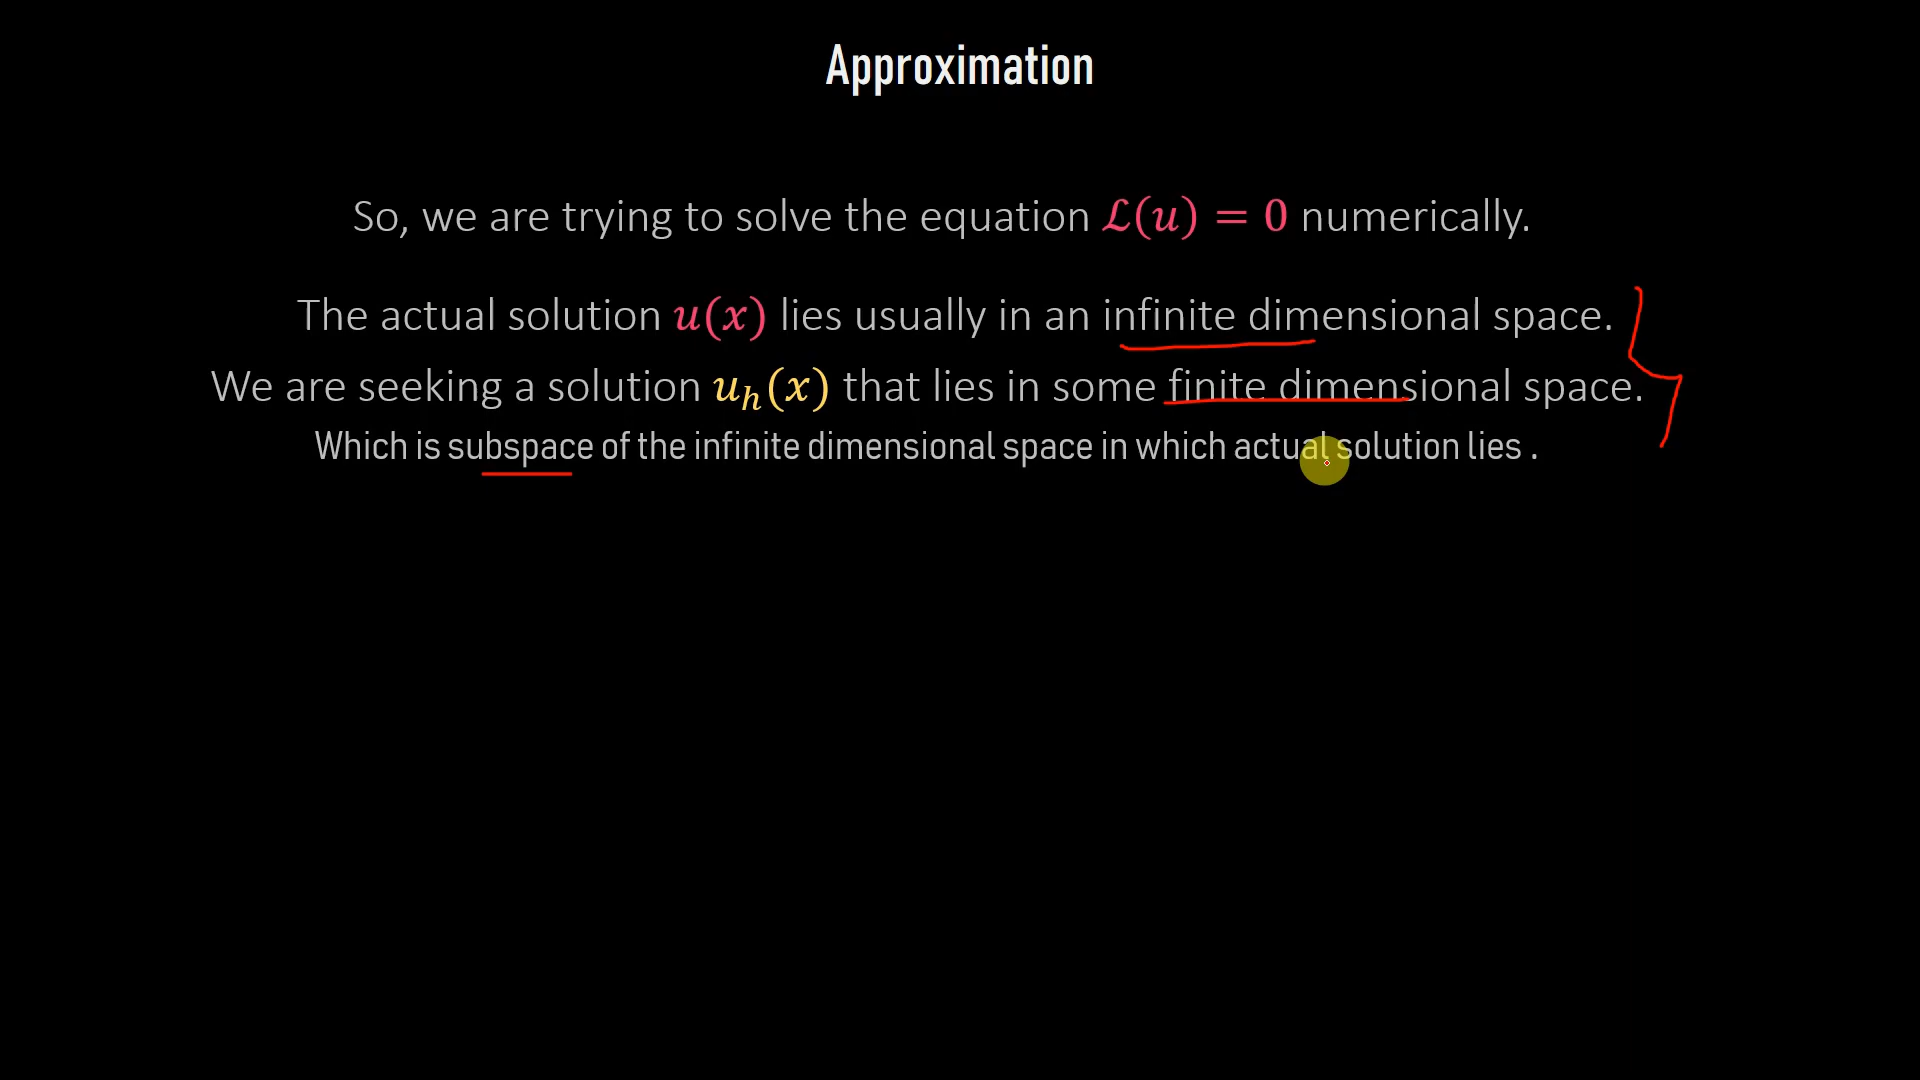 Approximation
So, we are trying to solve the equation ℒ(u) = 0 numerically.
The actual solution u(x) lies usually in an infinite dimensional space.
We are seeking a solution uₕ(x) that lies in some finite dimensional space.
Which is subspace of the infinite dimensional space in which actual solution lies .